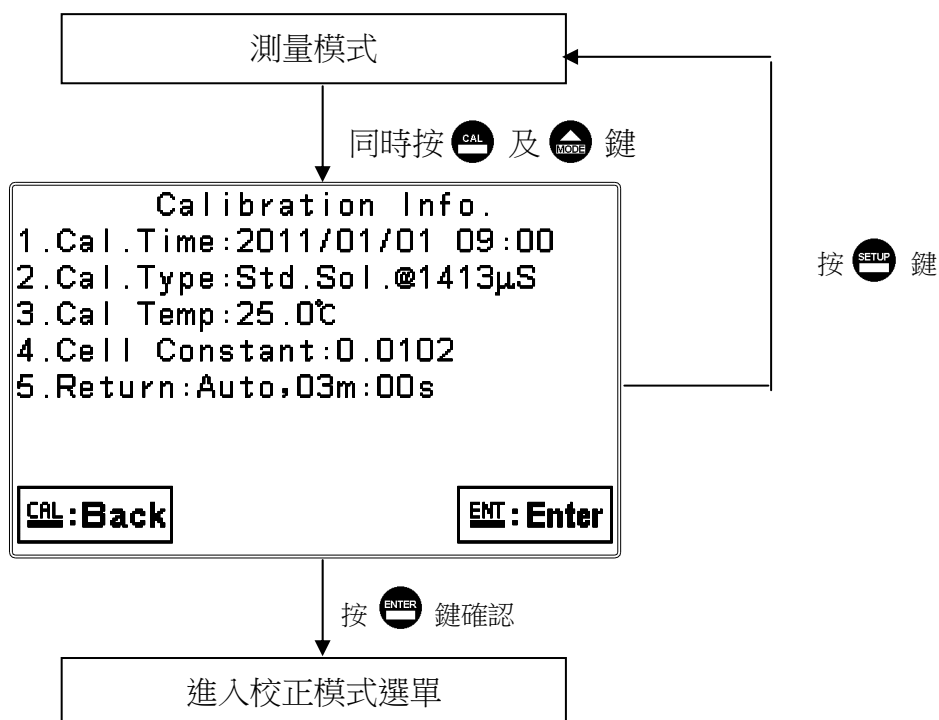 測量模式
同時按 CAL 及 MODE 鍵
Calibration Info.
1.Cal.Time:2011/01/01 09:00
2.Cal.Type:Std.Sol.@1413µS
3.Cal Temp:25.0℃
4.Cell Constant:0.0102
5.Return:Auto,03m:00s
CAL:Back
ENT:Enter
按 SETUP 鍵
按 ENTER 鍵確認
進入校正模式選單